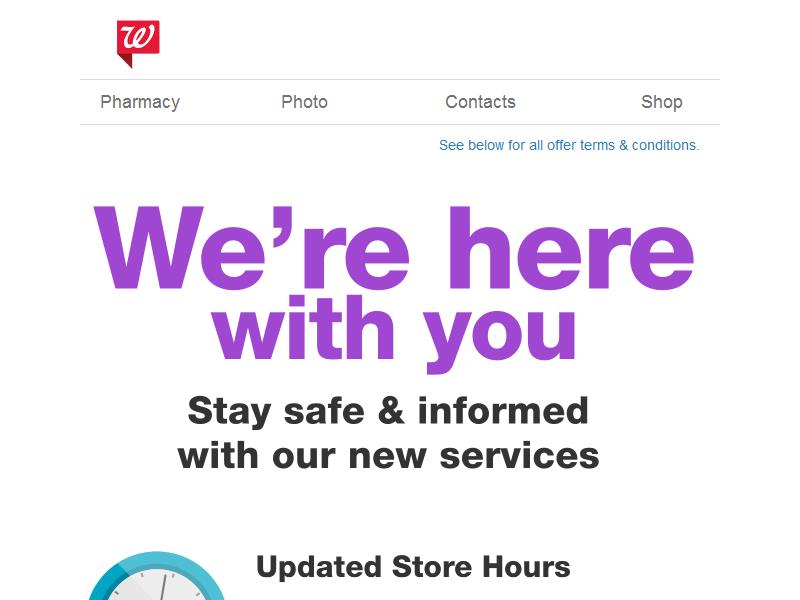 W
Pharmacy Photo Contacts Shop
See below for all offer terms & conditions.
We’re here
with you
Stay safe & informed
with our new services
Updated Store Hours